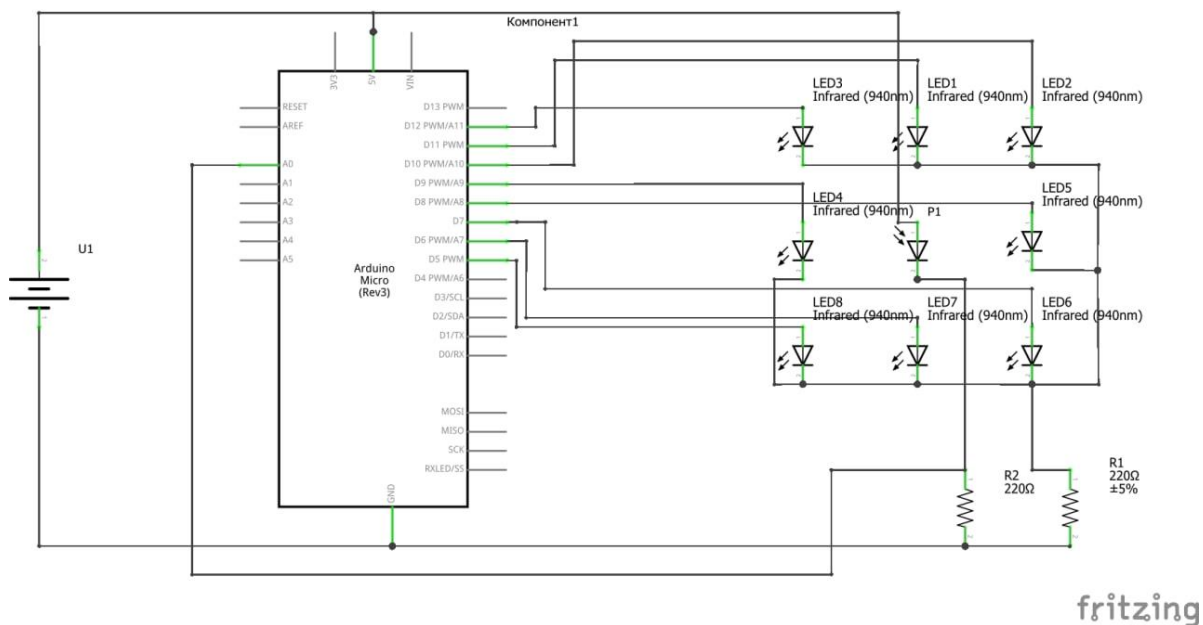 Компонент1
3V3
5V
VIN
RESET
AREF
A0
A1
A2
A3
A4
A5
D13 PWM
D12 PWM/A11
D11 PWM
D10 PWM/A10
D9 PWM/A9
D8 PWM/A8
D7
D6 PWM/A7
D5 PWM
D4 PWM/A6
D3/SCL
D2/SDA
D1/TX
D0/RX
MOSI
MISO
SCK
RXLED/SS
GND
Arduino
Micro
(Rev3)
U1
LED3
Infrared (940nm)
LED1
Infrared (940nm)
LED2
Infrared (940nm)
LED4
Infrared (940nm)
P1
LED5
Infrared (940nm)
LED8
Infrared (940nm)
LED7
Infrared (940nm)
LED6
Infrared (940nm)
R2
220Ω
R1
220Ω
±5%
fritzing